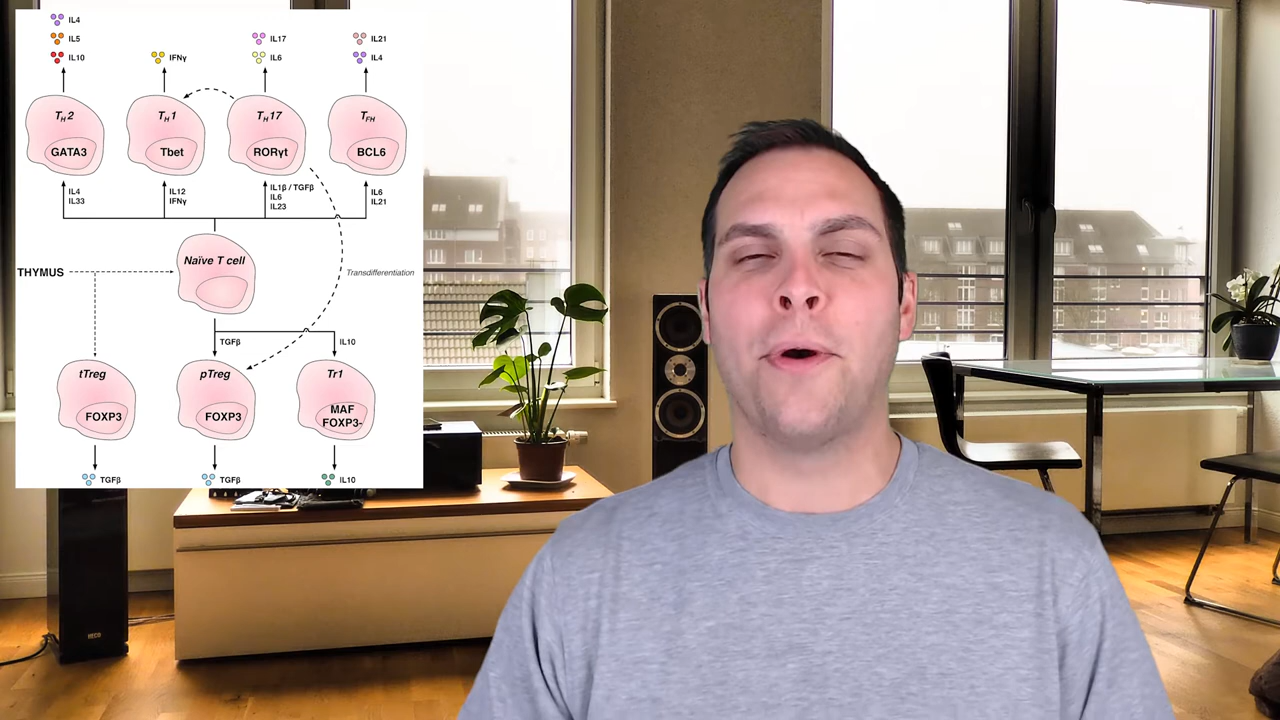 IL4
IL5
IL10
IFNγ
IL17
IL6
IL21
IL4
TH2
GATA3
TH1
Tbet
TH17
RORγt
TFH
BCL6
IL4
IL33
IL12
IFNγ
IL1β / TGFβ
IL6
IL23
IL6
IL21
Naïve T cell
THYMUS
Transdifferentiation
TGFβ
IL10
tTreg
FOXP3
pTreg
FOXP3
Tr1
MAF
FOXP3-
TGFβ
TGFβ
IL10
HECO